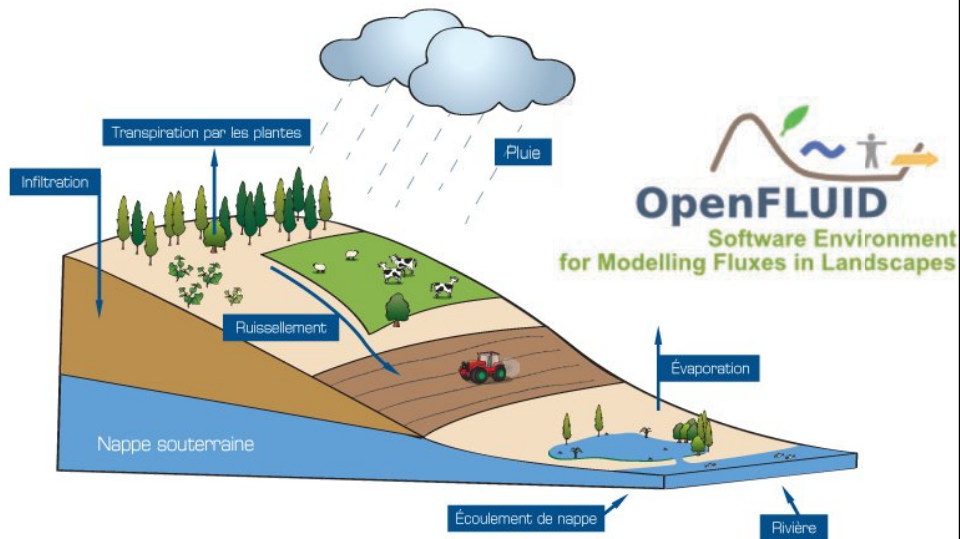 Transpiration par les plantes
Infiltration
Pluie
OpenFLUID
Software Environment
for Modelling Fluxes in Landscapes
Ruissellement
Évaporation
Nappe souterraine
Écoulement de nappe
Rivière